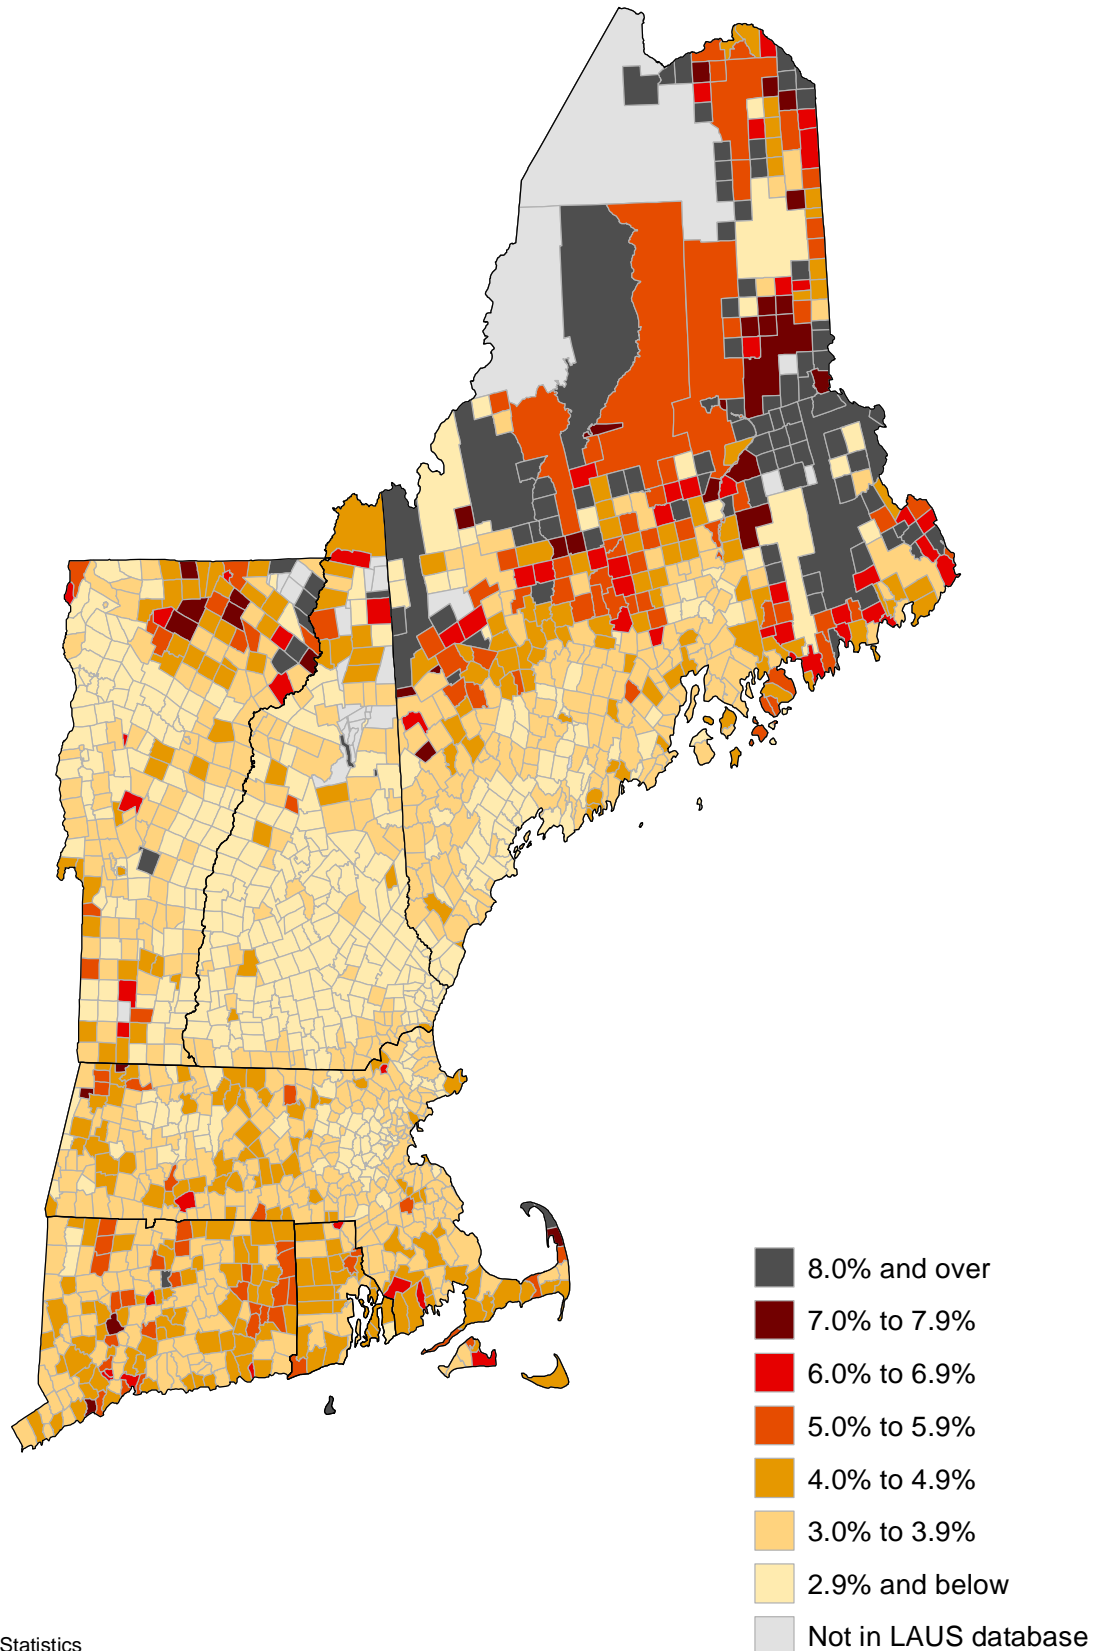 8.0% and over
7.0% to 7.9%
6.0% to 6.9%
5.0% to 5.9%
4.0% to 4.9%
3.0% to 3.9%
2.9% and below
Not in LAUS database
Statistics